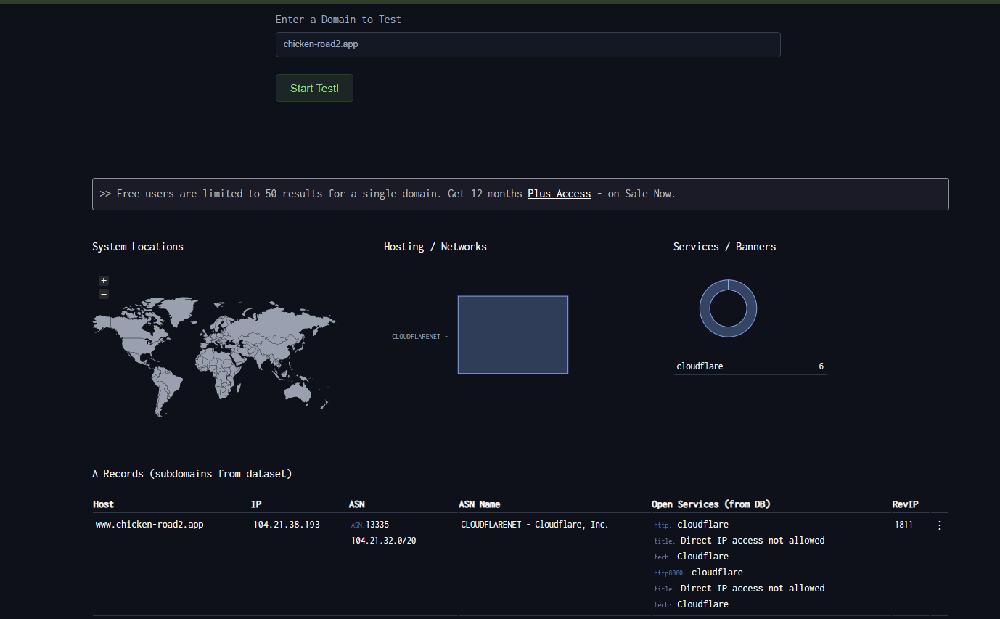 Enter a Domain to Test
chicken-road2.app
Start Test!
>> Free users are limited to 50 results for a single domain. Get 12 months Plus Access - on Sale Now.
System Locations
Hosting / Networks
Services / Banners
+
−
CLOUDFLARENET -
cloudflare 6
A Records (subdomains from dataset)
Host IP ASN ASN Name Open Services (from DB) RevIP
www.chicken-road2.app 104.21.38.193 ASN:13335 CLOUDFLARENET - Cloudflare, Inc. http: cloudflare 1811
104.21.32.0/20 title: Direct IP access not allowed
tech: Cloudflare
http8080: cloudflare
title: Direct IP access not allowed
tech: Cloudflare